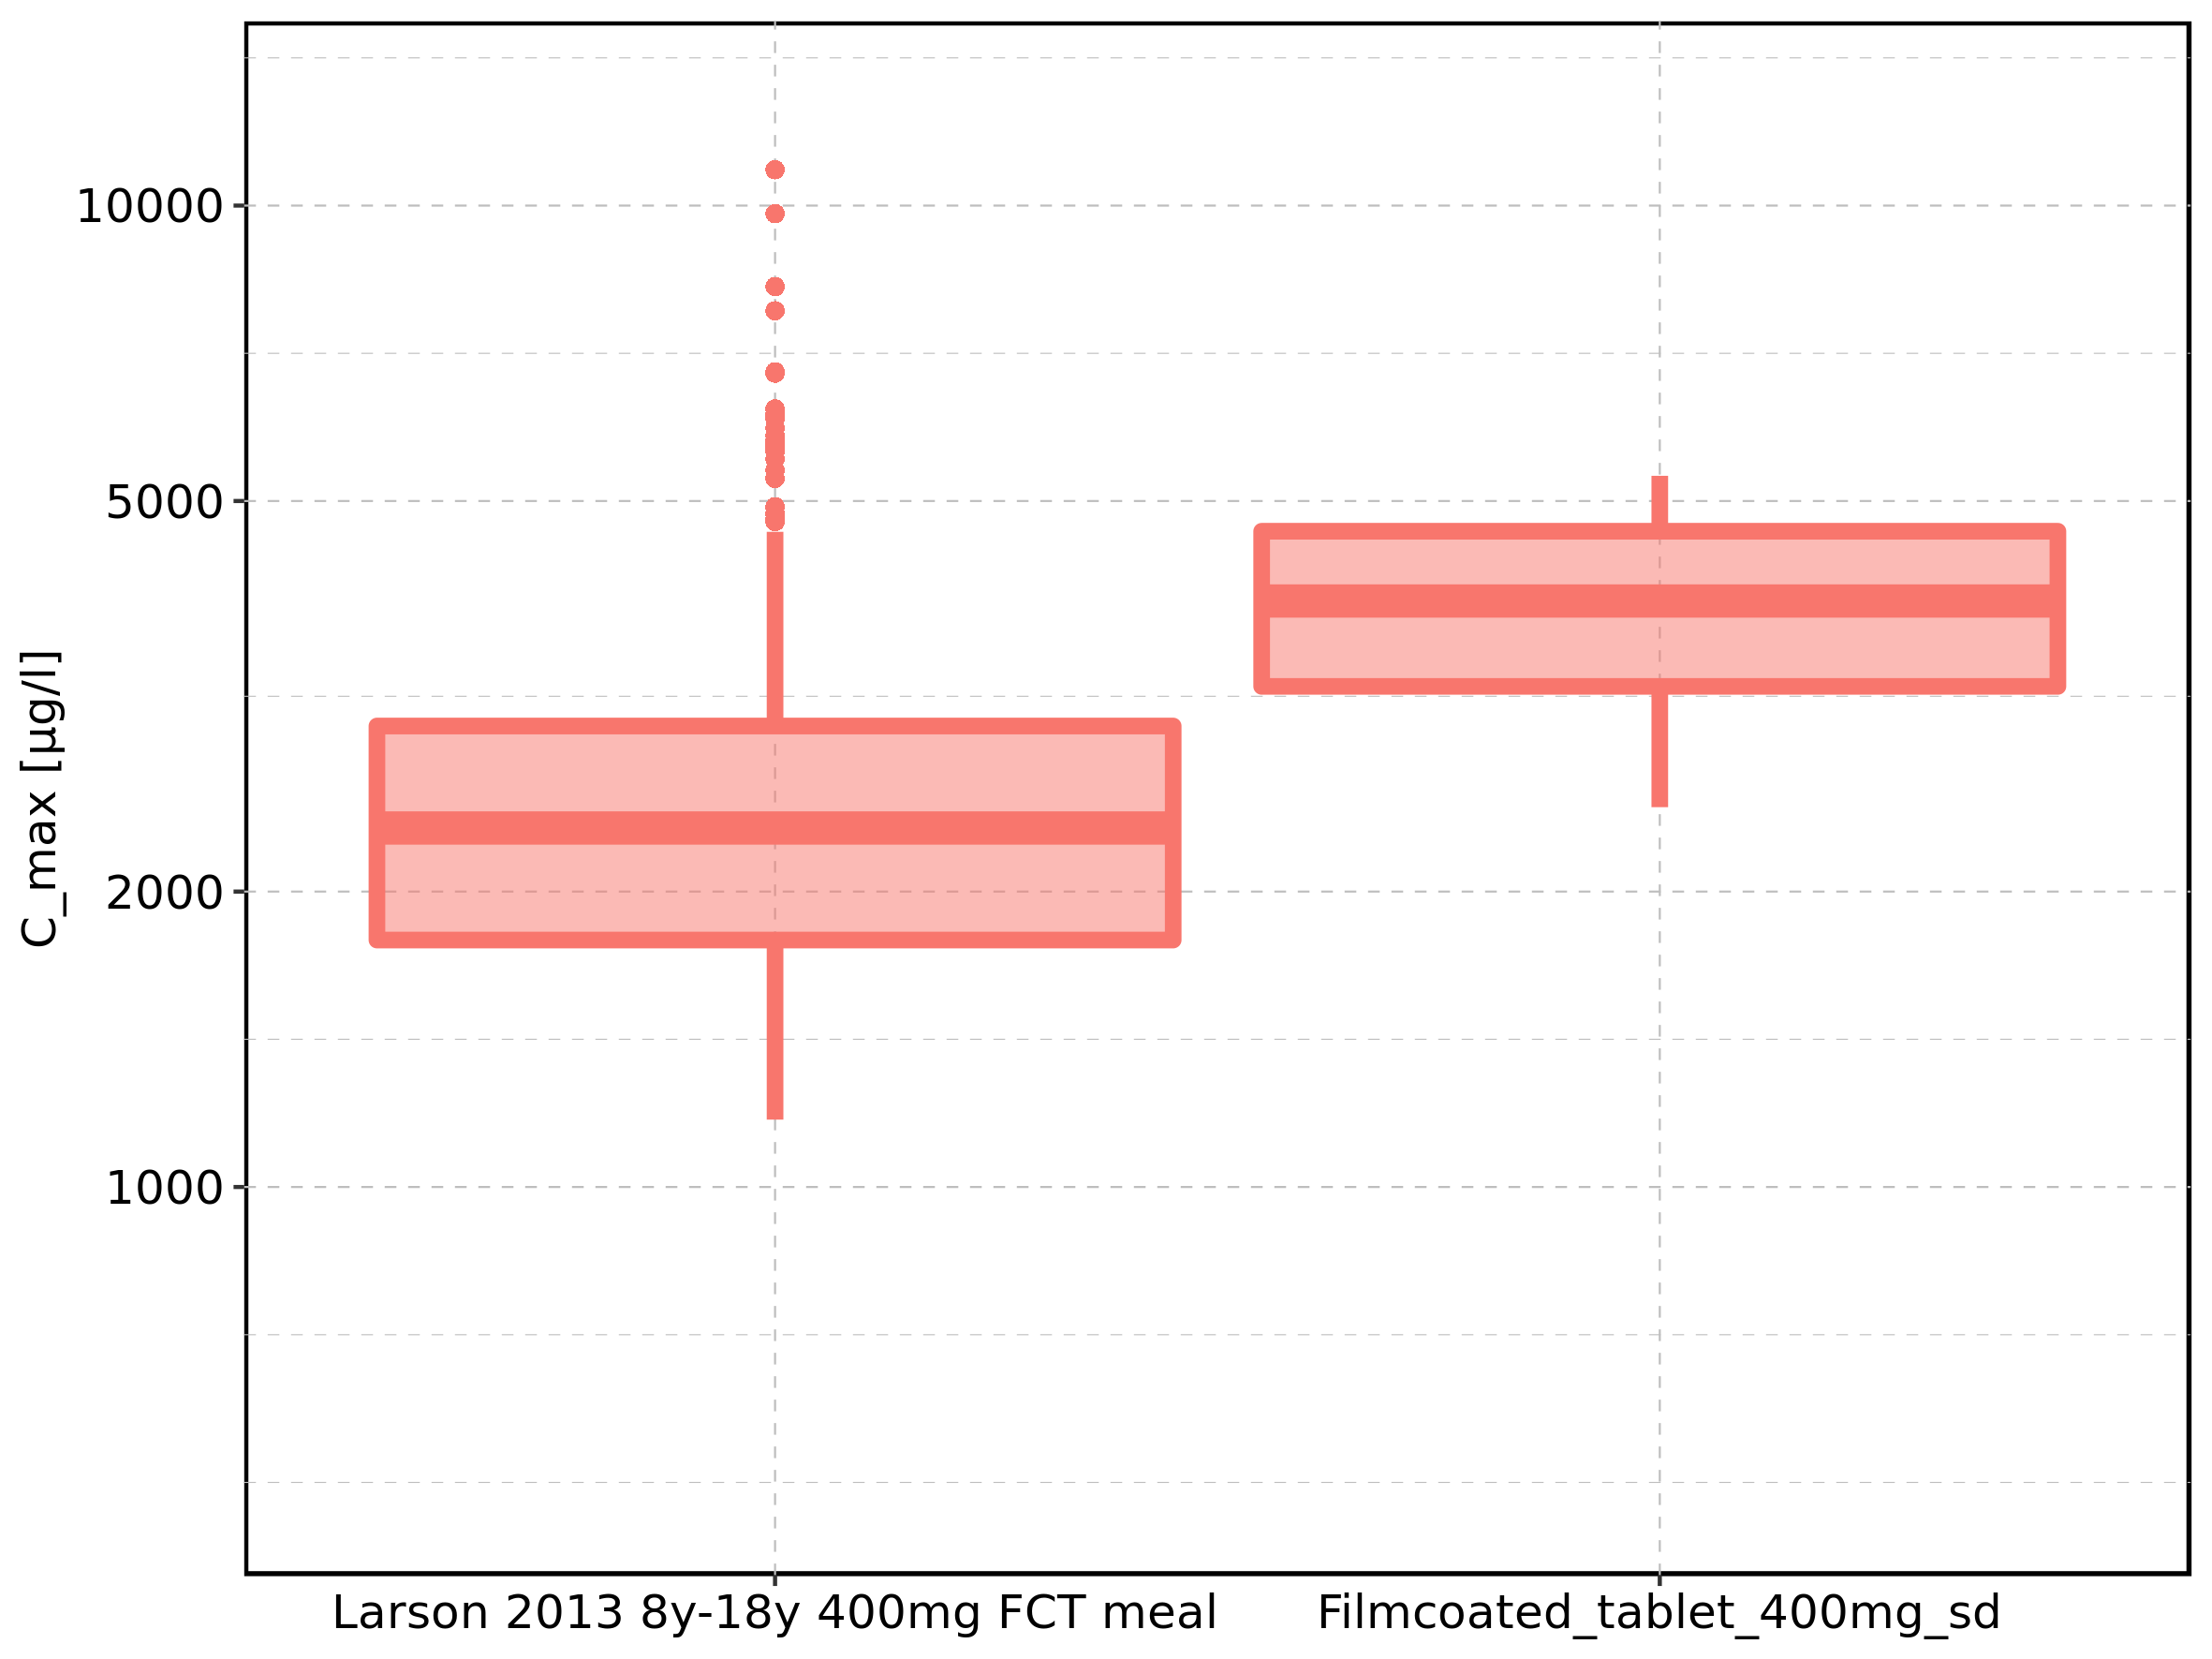 C_max [µg/l]
10000
5000
2000
1000
Larson 2013 8y-18y 400mg FCT meal
Filmcoated_tablet_400mg_sd